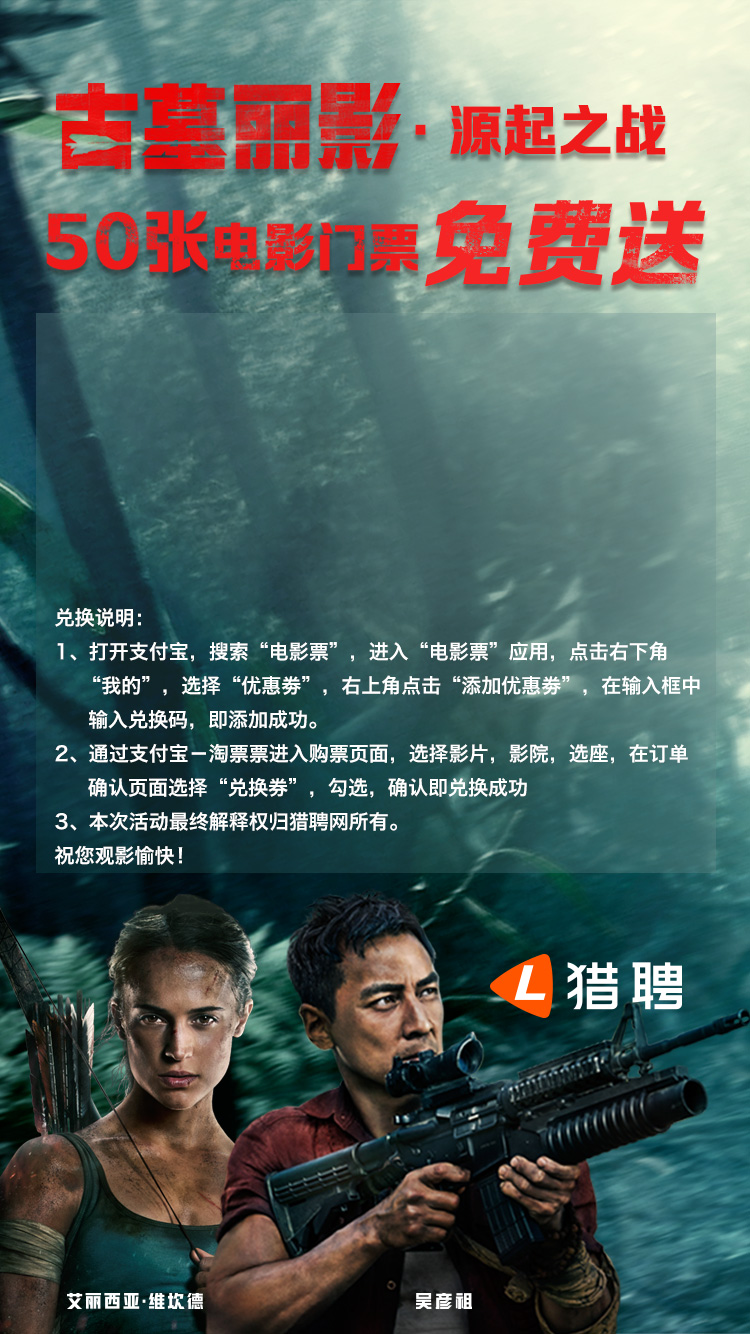 古墓丽影·源起之战
50张电影门票免费送
兑换说明：
1、打开支付宝，搜索“电影票”，进入“电影票”应用，点击右下角
“我的”，选择“优惠券”，右上角点击“添加优惠券”，在输入框中
输入兑换码，即添加成功。
2、通过支付宝－淘票票进入购票页面，选择影片，影院，选座，在订单
确认页面选择“兑换券”，勾选，确认即兑换成功
3、本次活动最终解释权归猎聘网所有。
祝您观影愉快！
L 猎聘
艾丽西亚·维坎德
吴彦祖